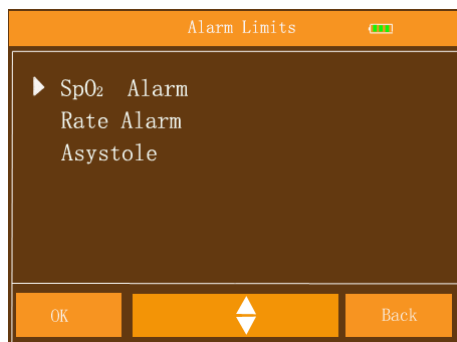 Alarm Limits
SpO₂ Alarm
Rate Alarm
Asystole
OK
Back